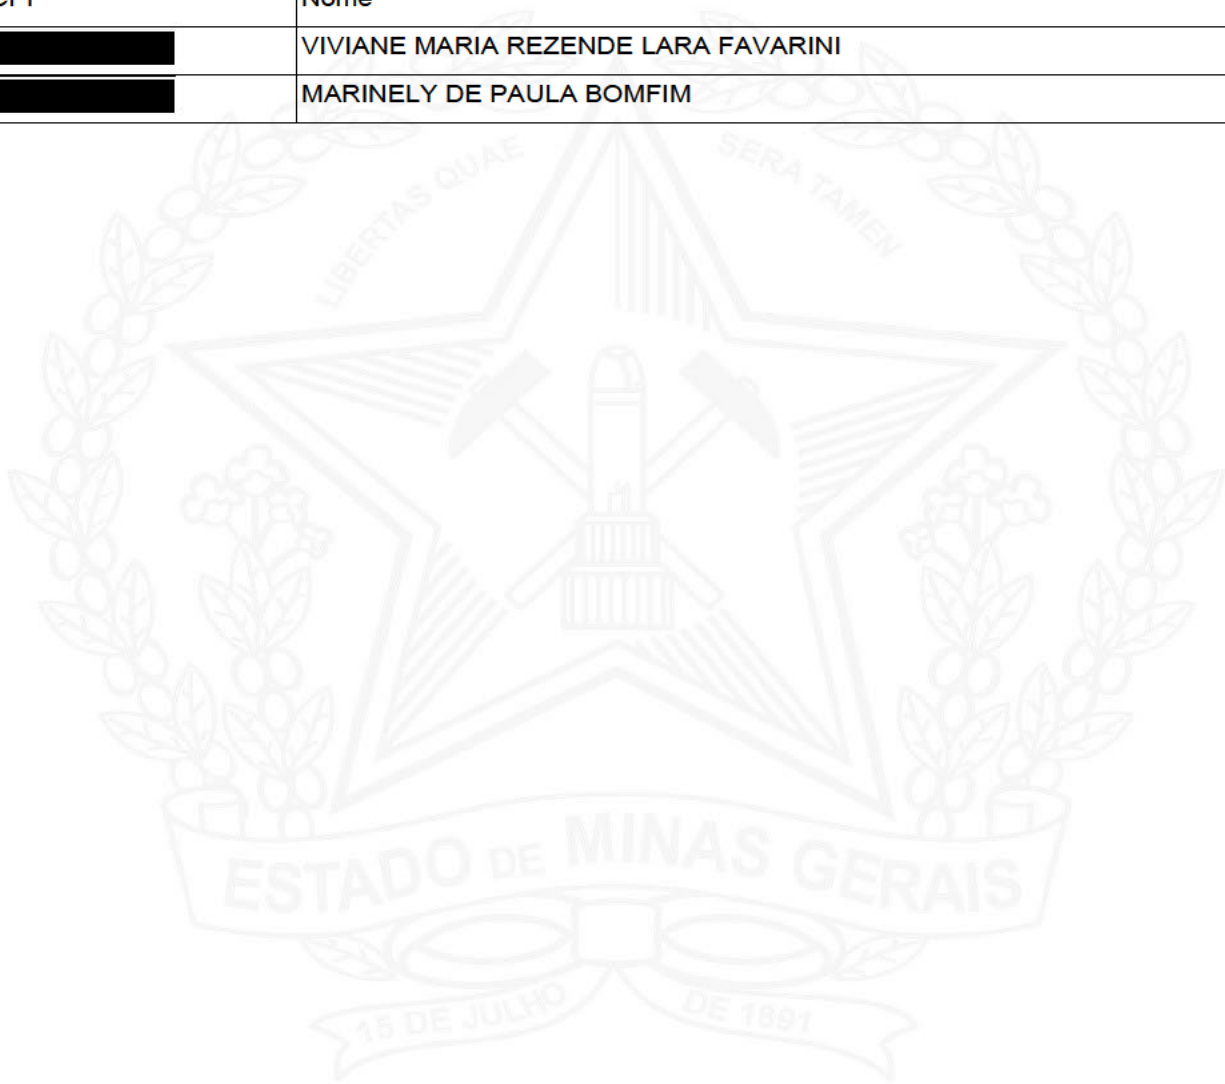 Nome
VIVIANE MARIA REZENDE LARA FAVARINI
MARINELY DE PAULA BOMFIM
LIBERTAS QUAE SERA TAMEN
ESTADO DE MINAS GERAIS
15 DE JULHO DE 1891